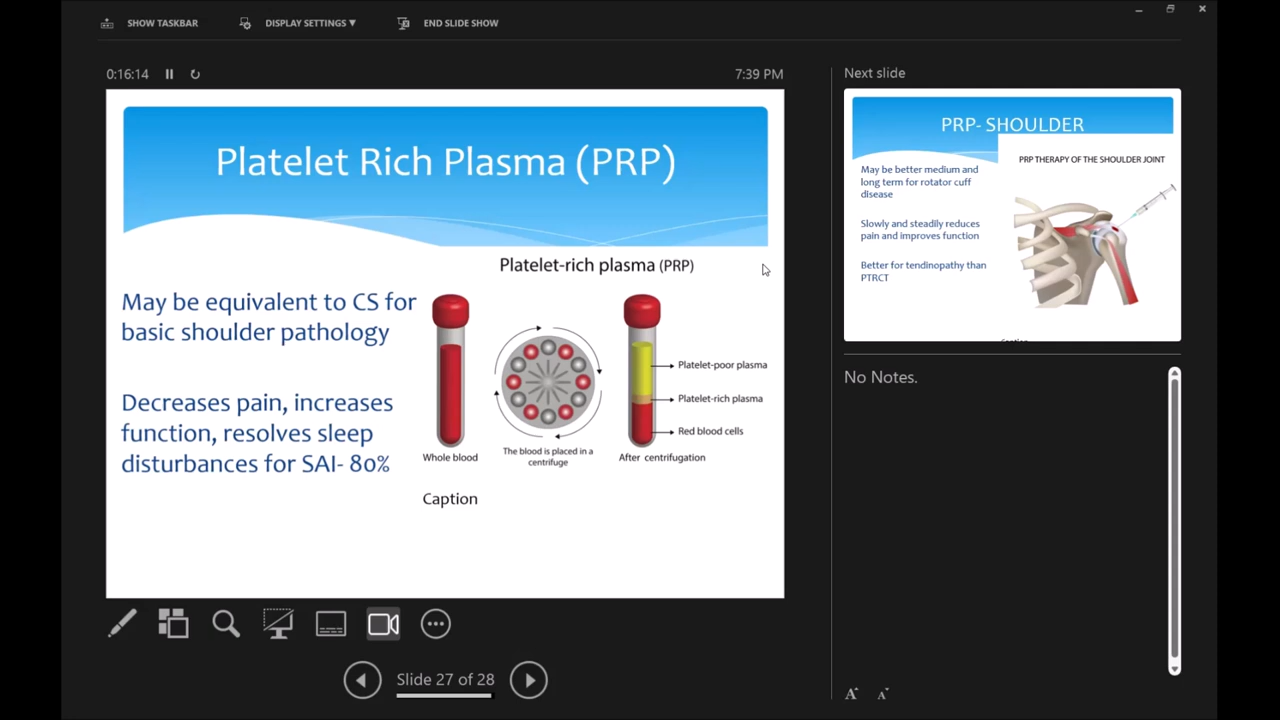 SHOW TASKBAR
DISPLAY SETTINGS ▼
END SLIDE SHOW
0:16:14
7:39 PM
Platelet Rich Plasma (PRP)
Platelet-rich plasma (PRP)
May be equivalent to CS for
basic shoulder pathology
Decreases pain, increases
function, resolves sleep
disturbances for SAI- 80%
Platelet-poor plasma
Platelet-rich plasma
Red blood cells
Whole blood
The blood is placed in a
centrifuge
After centrifugation
Caption
Slide 27 of 28
Next slide
PRP- SHOULDER
PRP THERAPY OF THE SHOULDER JOINT
May be better medium and
long term for rotator cuff
disease
Slowly and steadily reduces
pain and improves function
Better for tendinopathy than
PTRCT
No Notes.
A
A